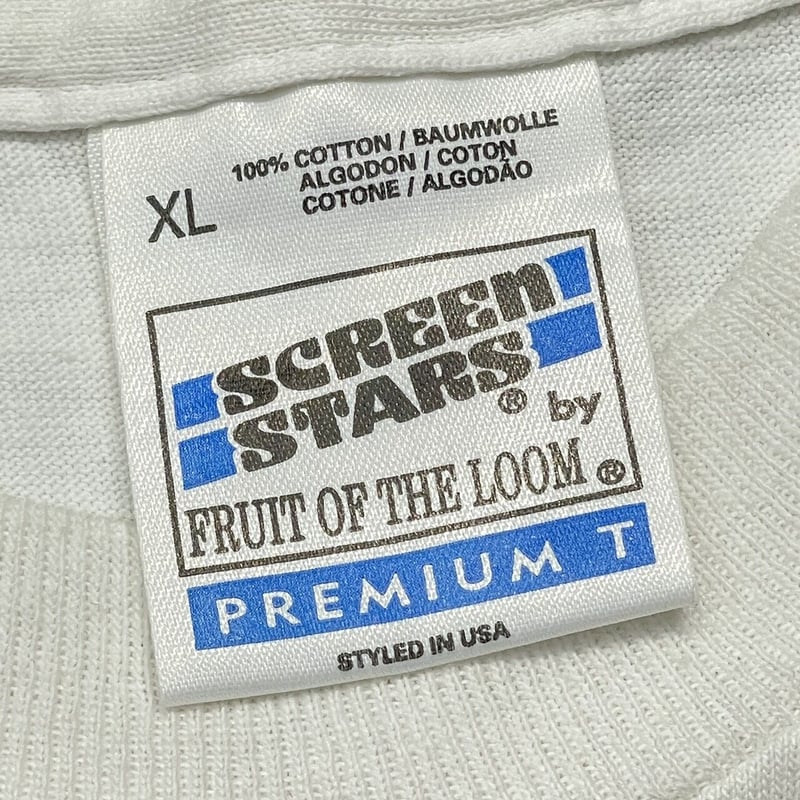 XL
100% COTTON / BAUMWOLLE
ALGODON / COTON
COTONE / ALGODÃO
SCREEN
STARS® by
FRUIT OF THE LOOM®
PREMIUM T
STYLED IN USA